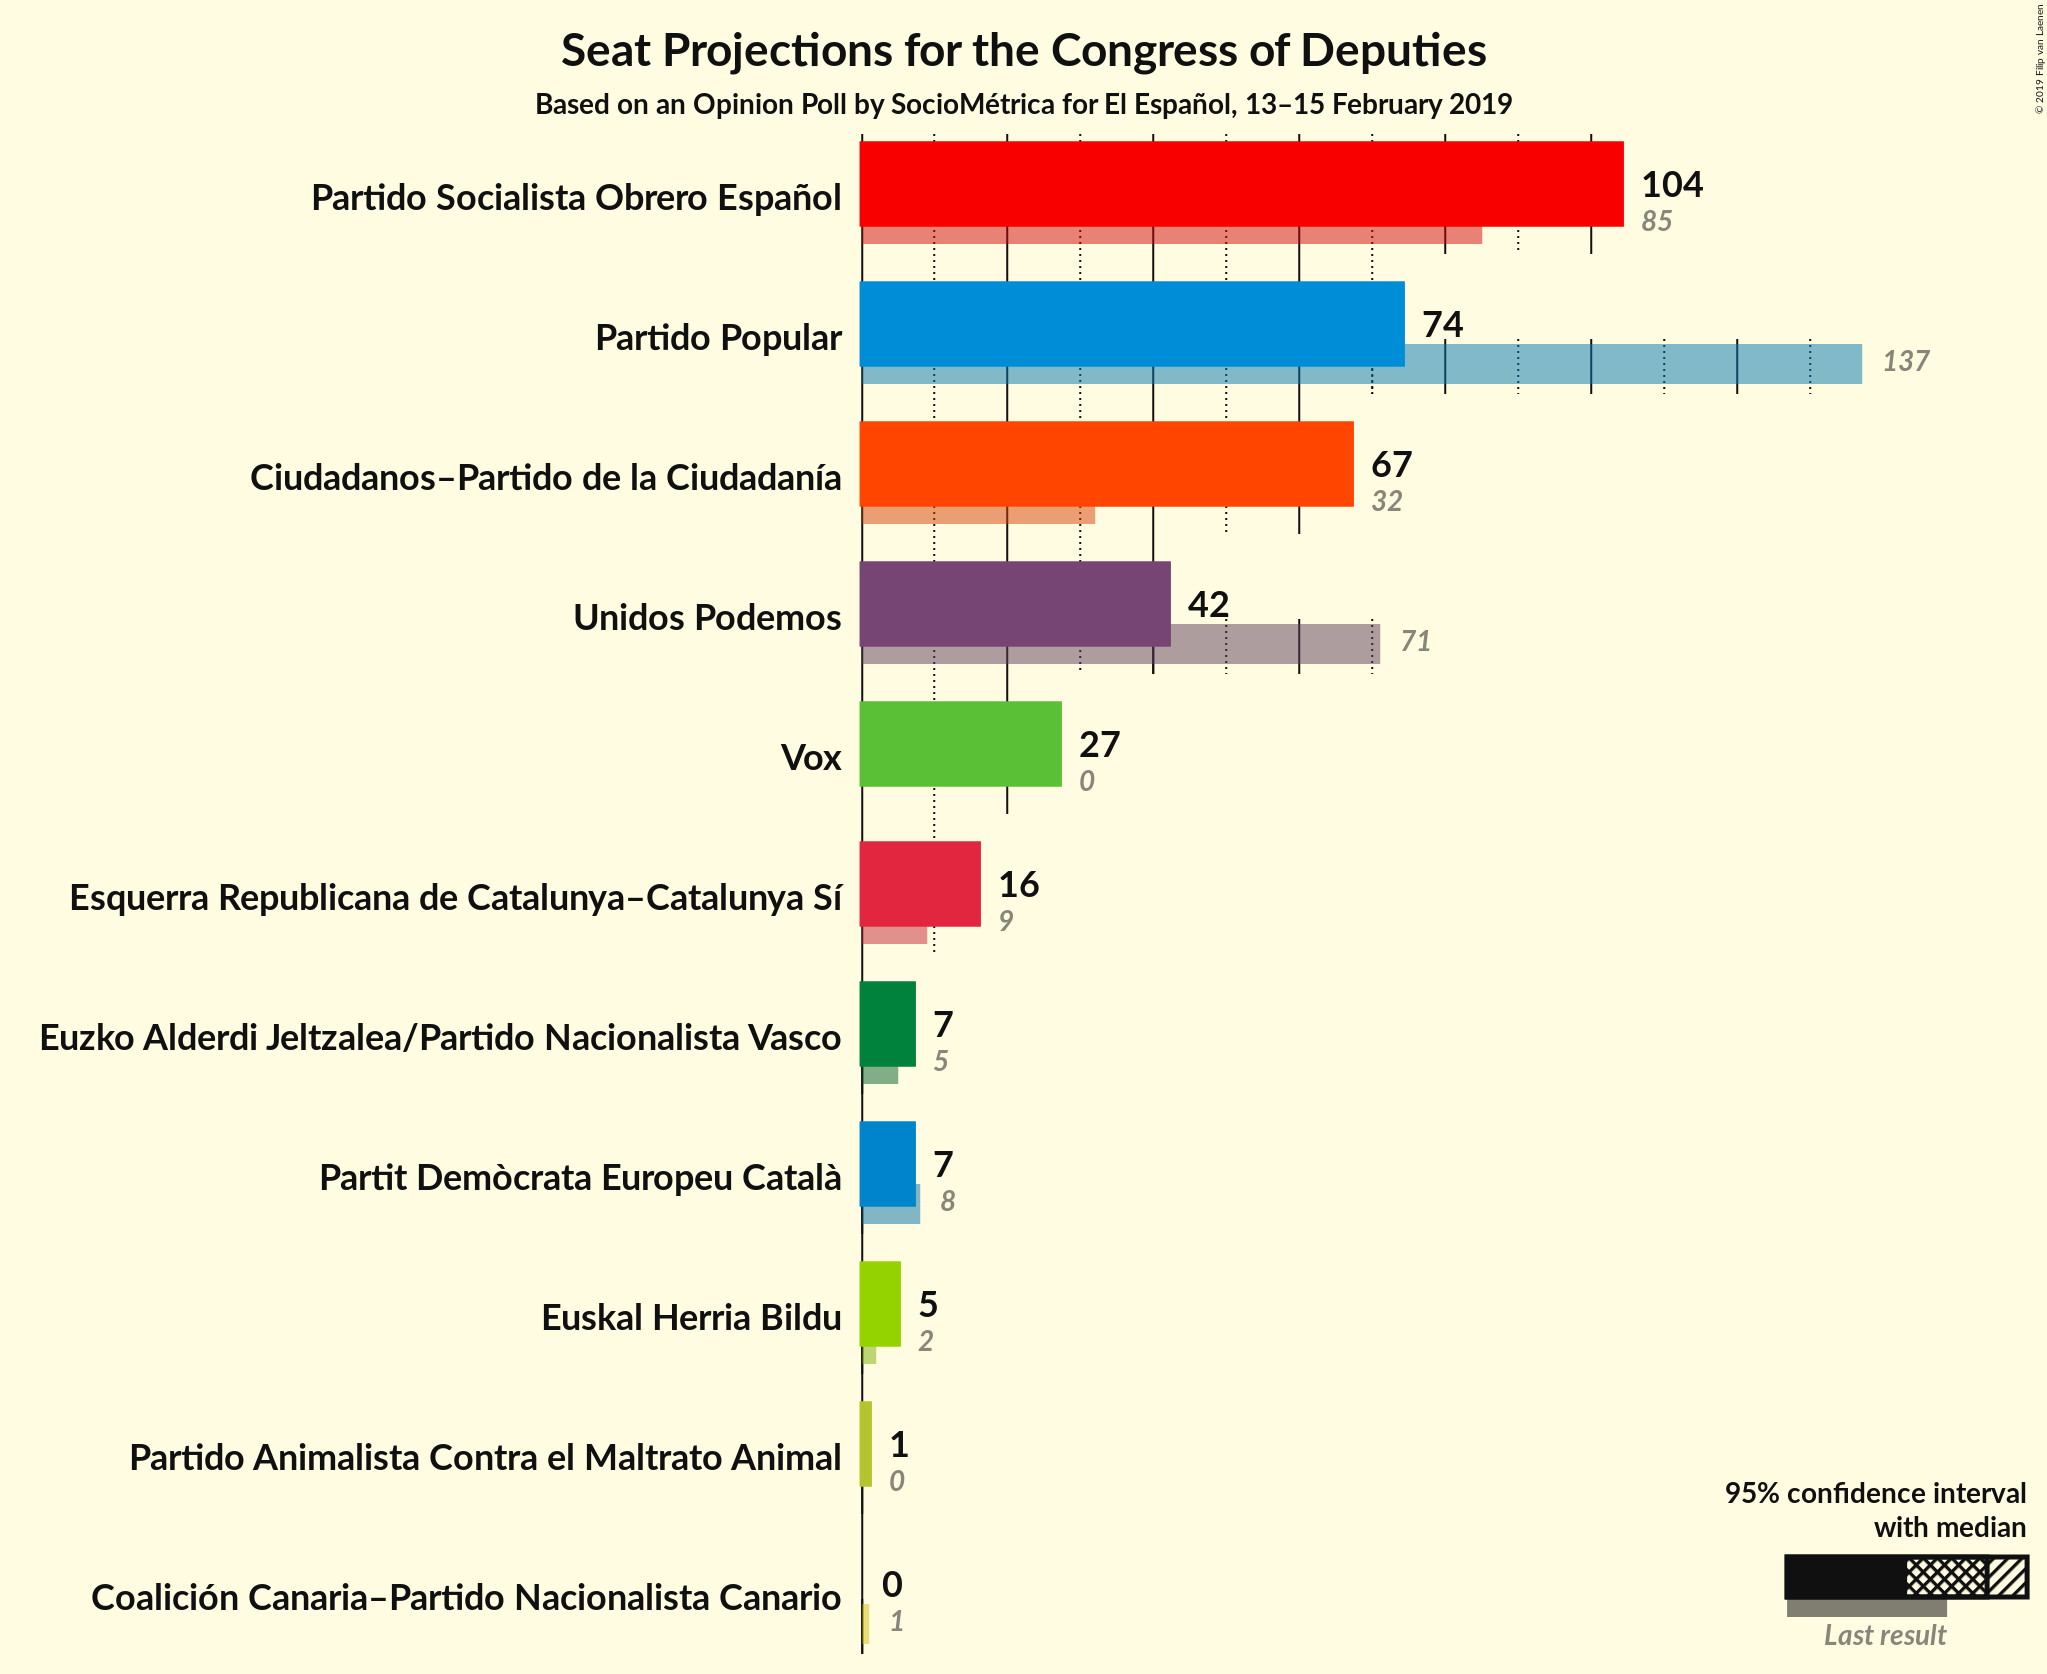 Seat Projections for the Congress of Deputies
Based on an Opinion Poll by SocioMétrica for El Español, 13–15 February 2019
© 2019 Filip van Laenen
Partido Socialista Obrero Español
104
85
Partido Popular
74
137
Ciudadanos–Partido de la Ciudadanía
67
32
Unidos Podemos
42
71
Vox
27
0
Esquerra Republicana de Catalunya–Catalunya Sí
16
9
Euzko Alderdi Jeltzalea/Partido Nacionalista Vasco
7
5
Partit Demòcrata Europeu Català
7
8
Euskal Herria Bildu
5
2
Partido Animalista Contra el Maltrato Animal
1
0
Coalición Canaria–Partido Nacionalista Canario
0
1
95% confidence interval
with median
Last result